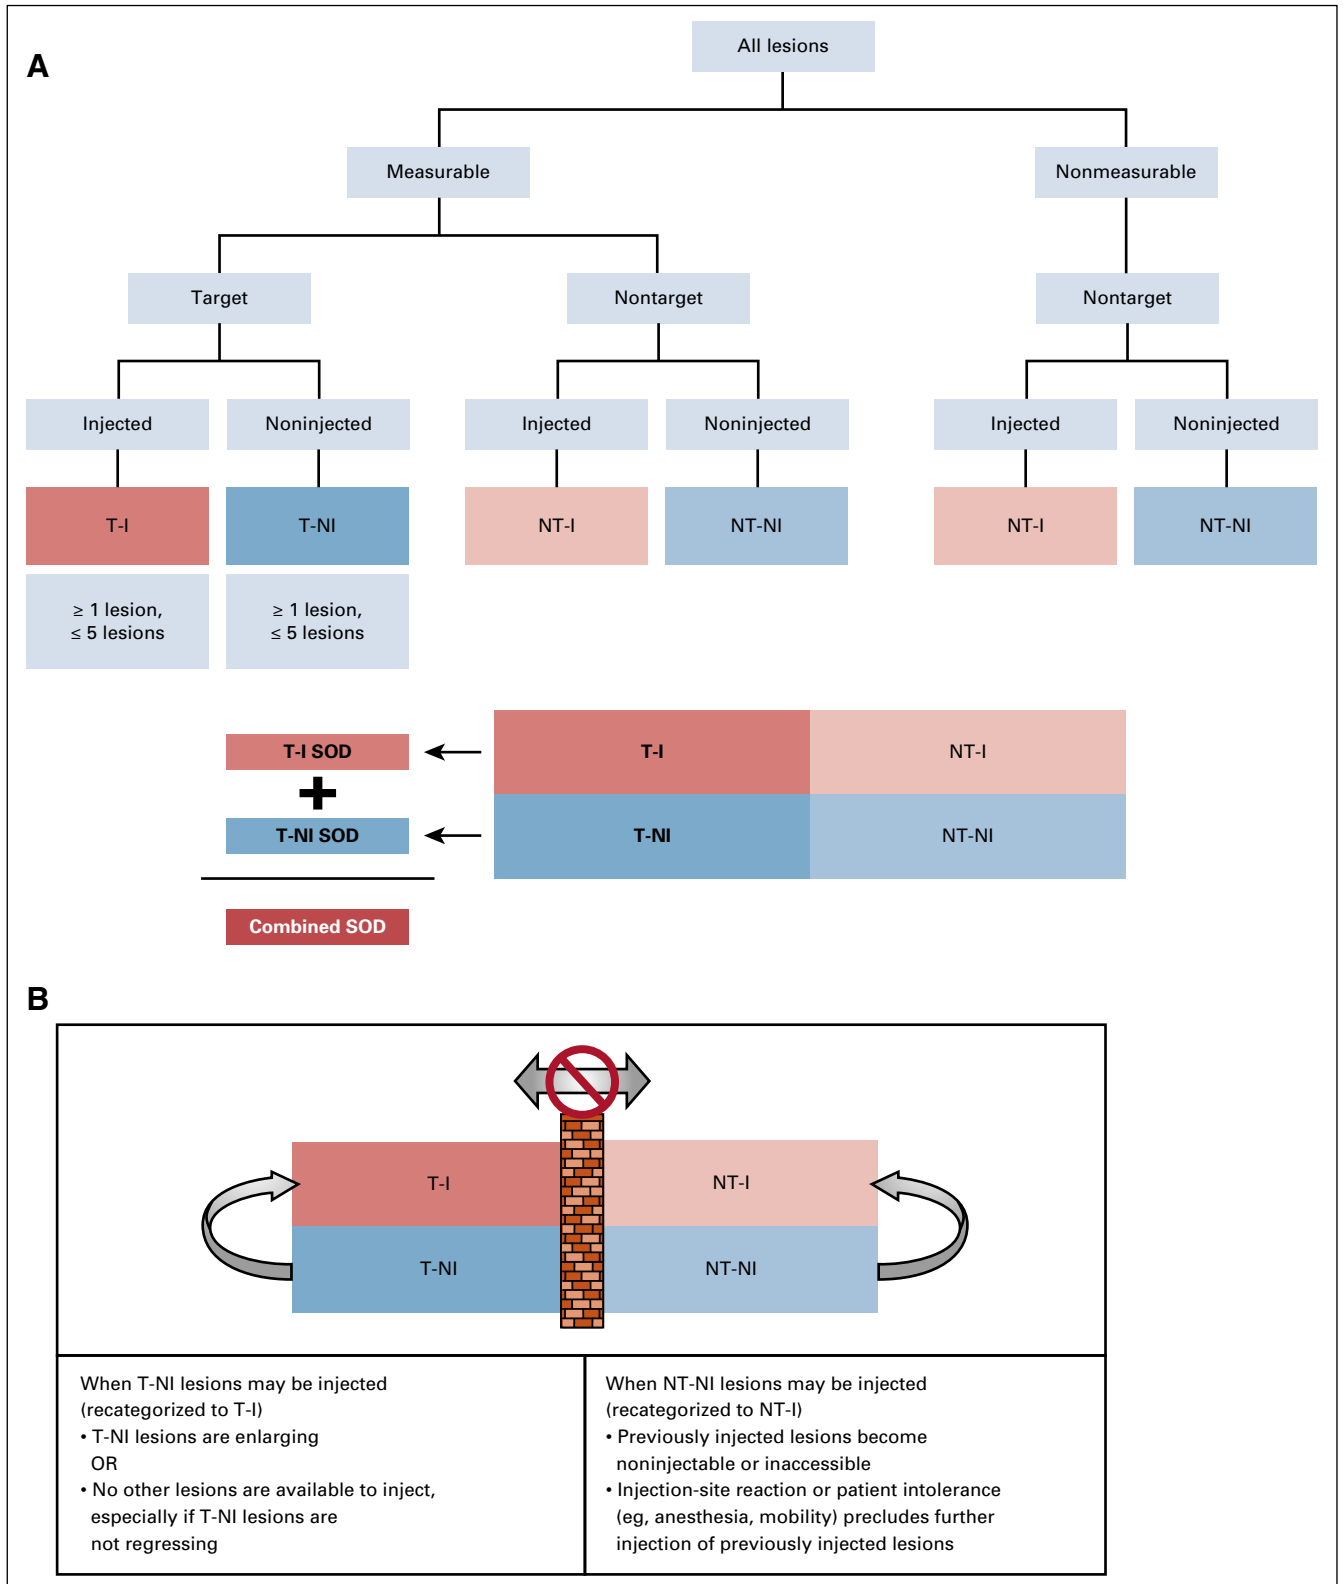 A
All lesions
Measurable
Nonmeasurable
Target
Nontarget
Nontarget
Injected
Noninjected
Injected
Noninjected
Injected
Noninjected
T-I
T-NI
NT-I
NT-NI
NT-I
NT-NI
≥ 1 lesion,
≤ 5 lesions
≥ 1 lesion,
≤ 5 lesions
T-I SOD
T-I
NT-I
+
T-NI SOD
T-NI
NT-NI
Combined SOD
B
T-I
NT-I
T-NI
NT-NI
When T-NI lesions may be injected
(recategorized to T-I)
• T-NI lesions are enlarging
OR
• No other lesions are available to inject,
especially if T-NI lesions are
not regressing
When NT-NI lesions may be injected
(recategorized to NT-I)
• Previously injected lesions become
noninjectable or inaccessible
• Injection-site reaction or patient intolerance
(eg, anesthesia, mobility) precludes further
injection of previously injected lesions